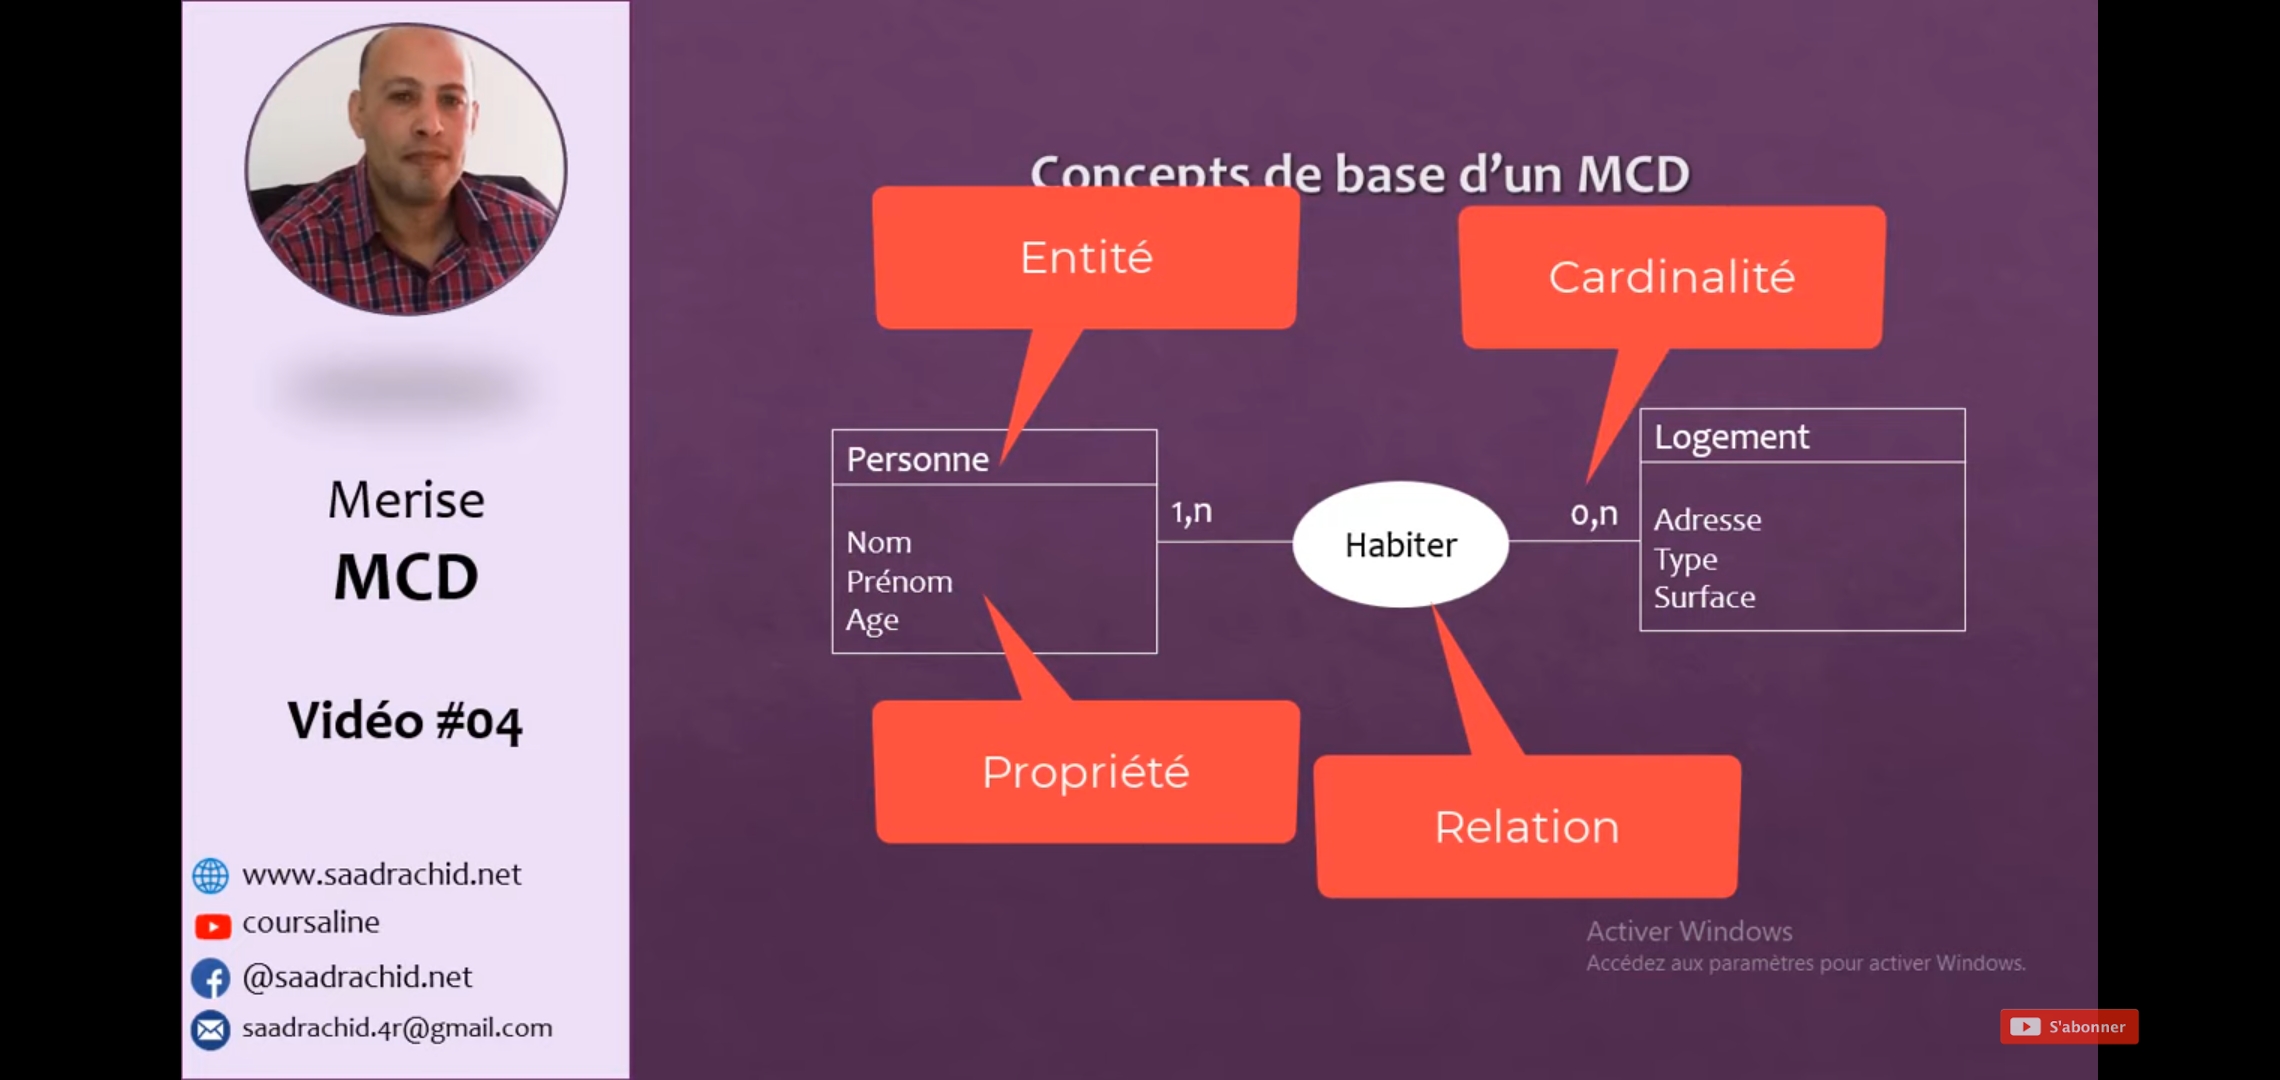 Merise
MCD
Vidéo #04
www.saadrachid.net
coursaline
@saadrachid.net
saadrachid.4r@gmail.com
Concepts de base d'un MCD
Entité
Cardinalité
Personne
Nom
Prénom
Age
1,n
Habiter
0,n
Logement
Adresse
Type
Surface
Propriété
Relation
Activer Windows
Accédez aux paramètres pour activer Windows.
S'abonner